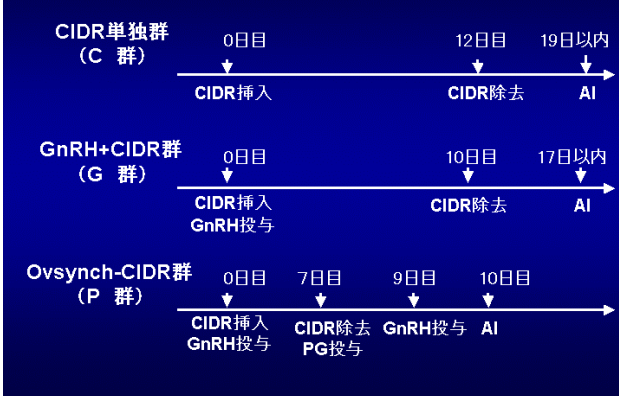 CIDR単独群
（C 群）
0日目
12日目
19日以内
CIDR挿入
CIDR除去
AI
GnRH+CIDR群
（G 群）
0日目
10日目
17日以内
CIDR挿入
GnRH投与
CIDR除去
AI
Ovsynch-CIDR群
（P 群）
0日目
7日目
9日目
10日目
CIDR挿入
GnRH投与
CIDR除去
PG投与
GnRH投与
AI